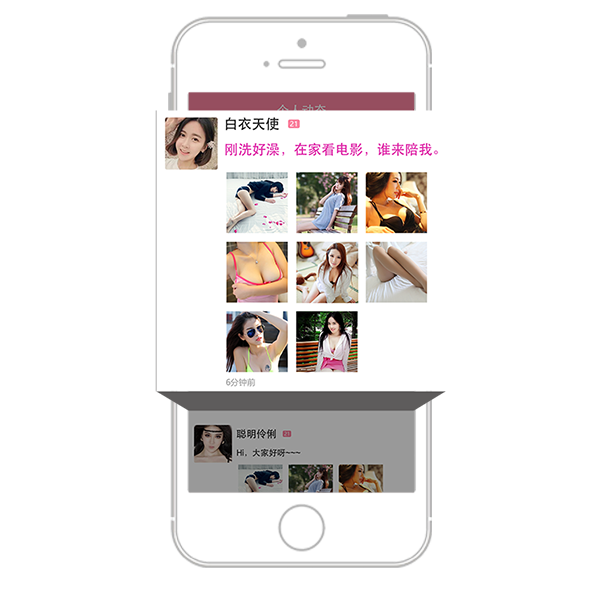 个人动态
白衣天使 21
刚洗好澡，在家看电影，谁来陪我。
6分钟前
聪明伶俐 21
Hi，大家好呀~~~